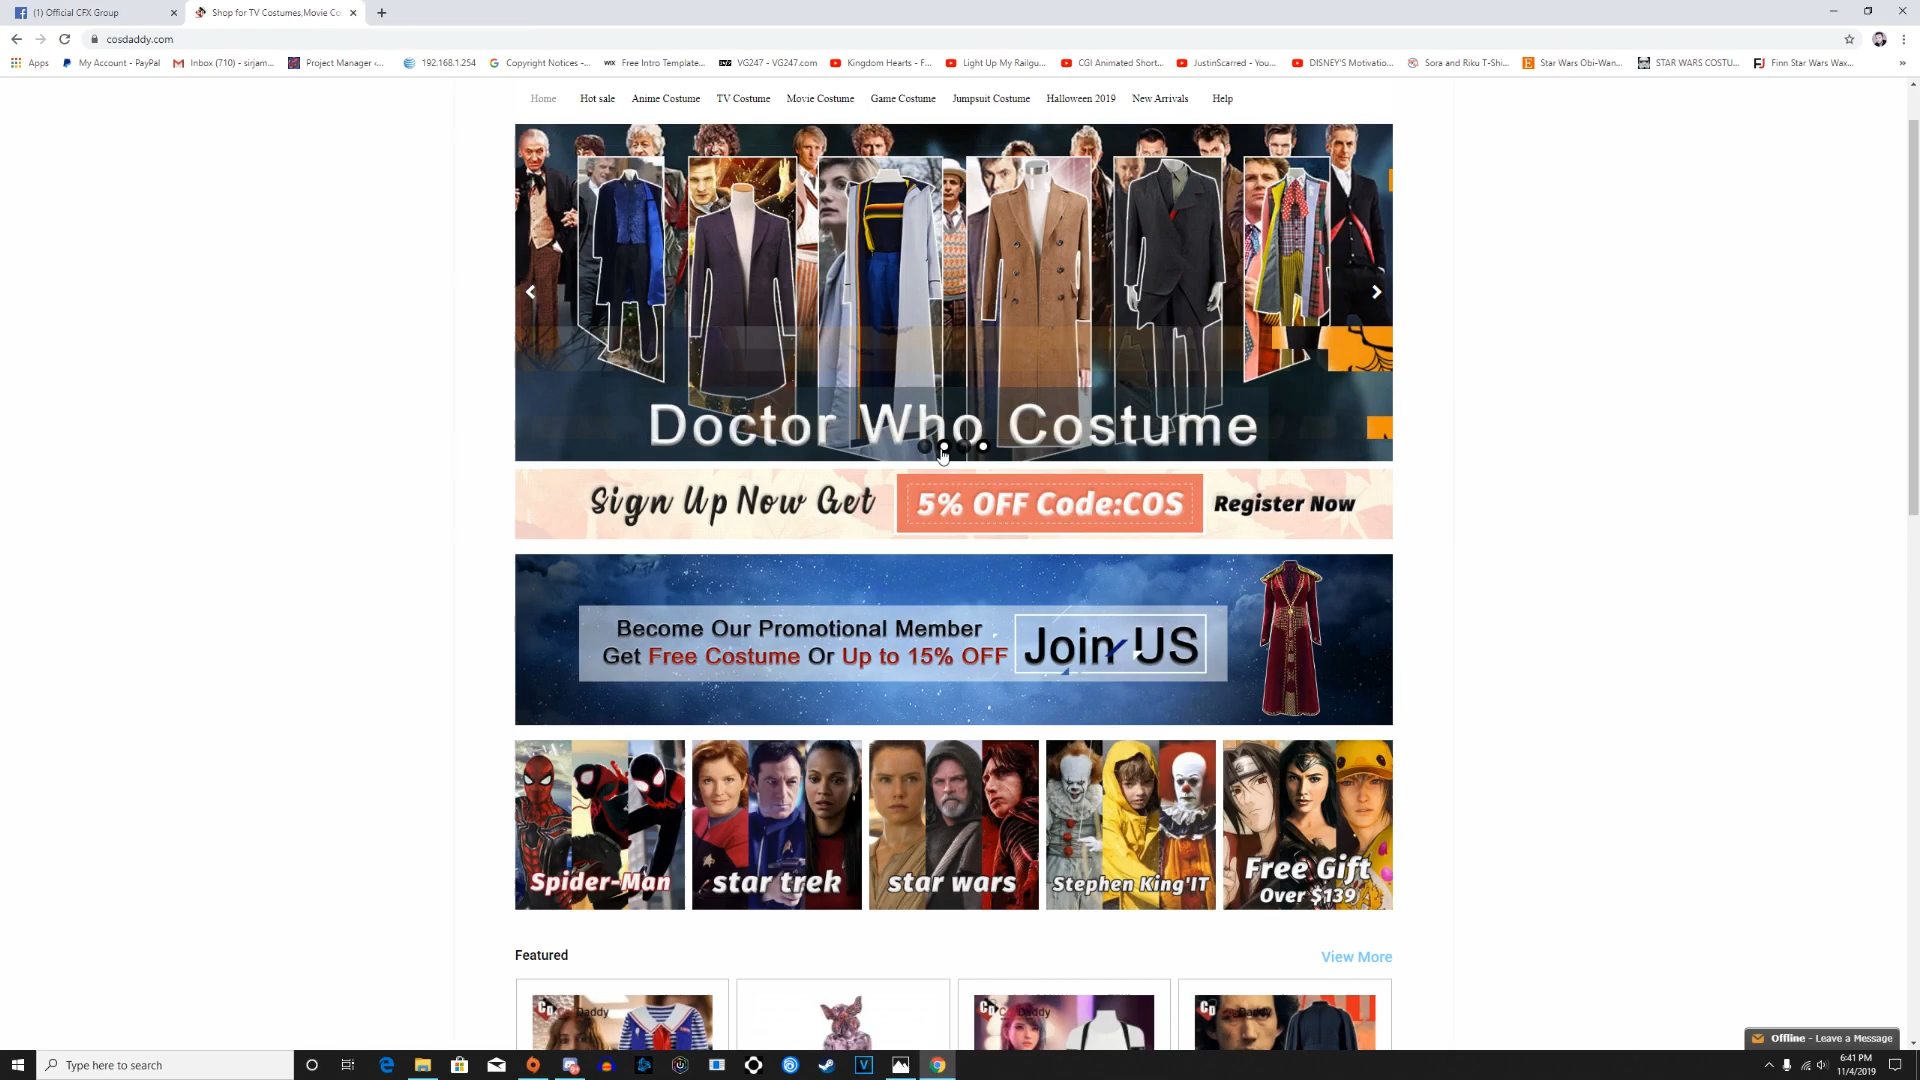 (1) Official CFX Group
Shop for TV Costumes,Movie Co
cosdaddy.com
Apps
My Account - PayPal
Inbox (710) - sirjam...
Project Manager -...
192.168.1.254
Copyright Notices -...
WIX Free Intro Template...
VG247 - VG247.com
Kingdom Hearts - F...
Light Up My Railgu...
CGI Animated Short...
JustinScarred - You...
DISNEY'S Motivatio...
Sora and Riku T-Shi...
Star Wars Obi-Wan...
STAR WARS COSTU...
Finn Star Wars Wax...
Home Hot sale Anime Costume TV Costume Movie Costume Game Costume Jumpsuit Costume Halloween 2019 New Arrivals Help
Doctor Who Costume
Sign Up Now Get 5% OFF Code:COS Register Now
Become Our Promotional Member
Get Free Costume Or Up to 15% OFF
Join US
Spider-Man
star trek
star wars
Stephen King'IT
Free Gift
Over $139
Featured
View More
Daddy
Daddy
Daddy
Offline - Leave a Message
Type here to search
6:41 PM
11/4/2019